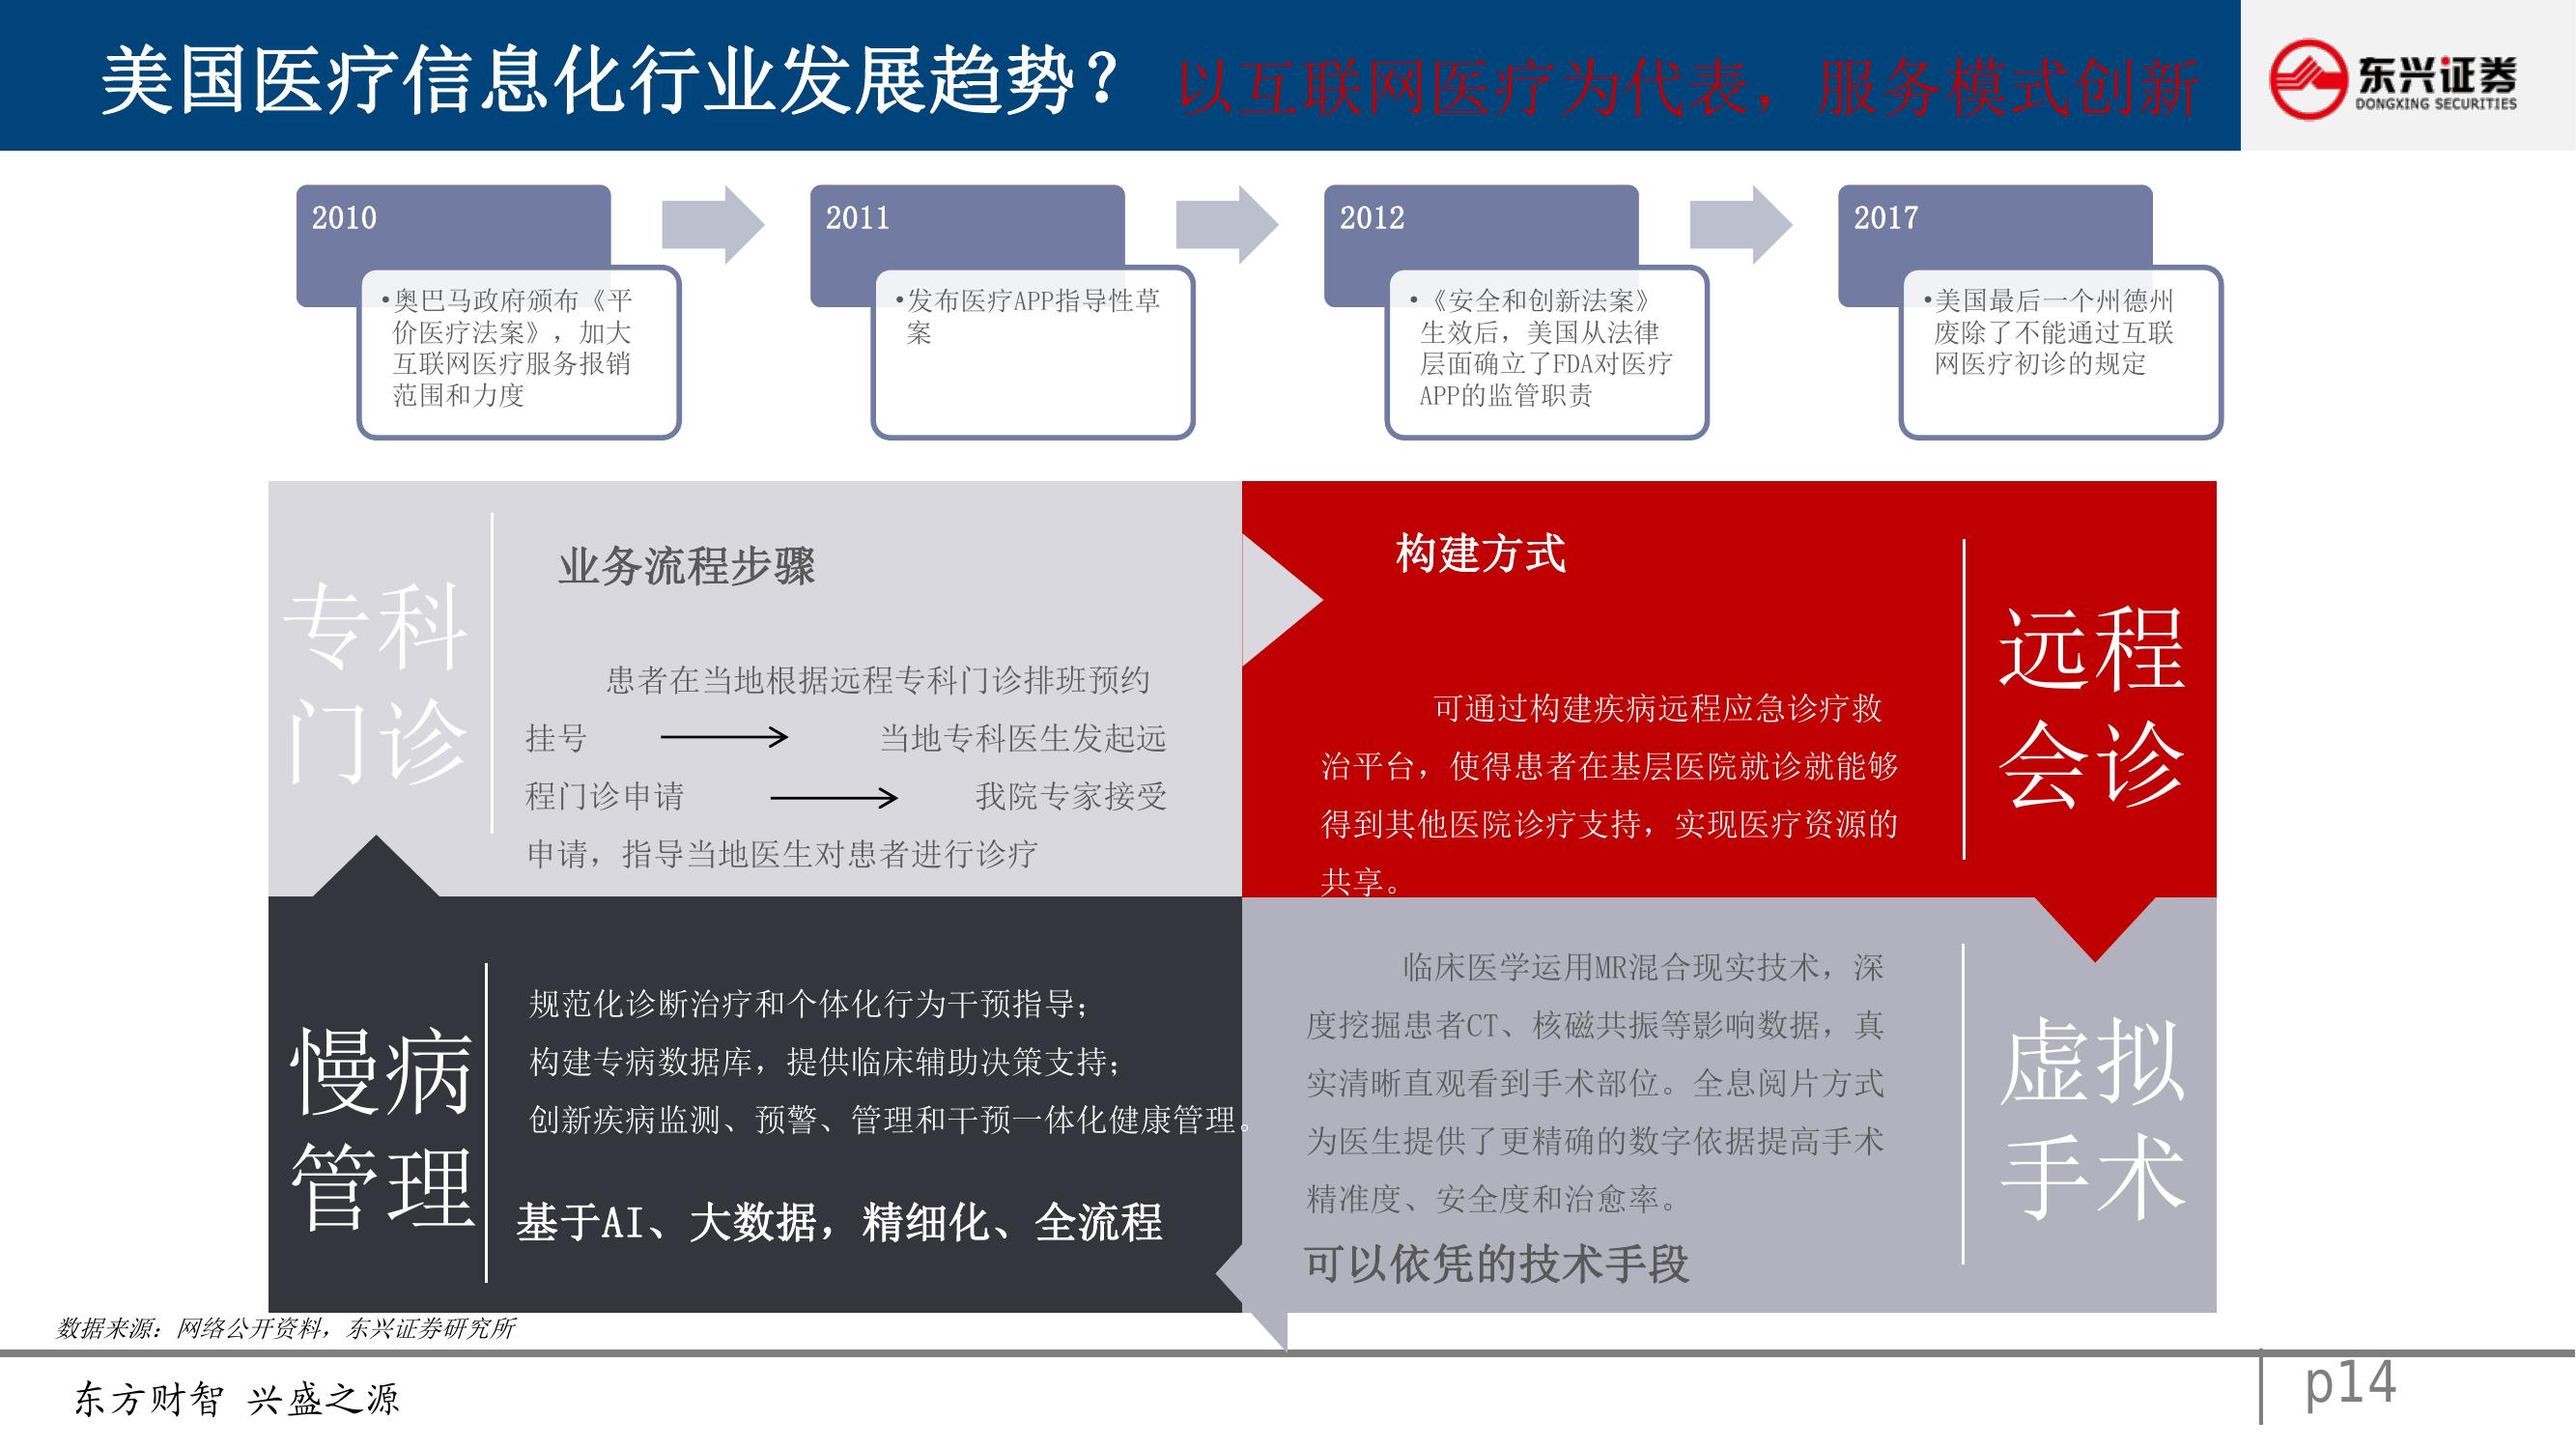 美国医疗信息化行业发展趋势？ 以互联网医疗为代表，服务模式创新
东兴证券
DONGXING SECURITIES
2010
•奥巴马政府颁布《平
价医疗法案》，加大
互联网医疗服务报销
范围和力度
2011
•发布医疗APP指导性草
案
2012
•《安全和创新法案》
生效后，美国从法律
层面确立了FDA对医疗
APP的监管职责
2017
•美国最后一个州德州
废除了不能通过互联
网医疗初诊的规定
专科
门诊
业务流程步骤
患者在当地根据远程专科门诊排班预约
挂号 当地专科医生发起远
程门诊申请 我院专家接受
申请，指导当地医生对患者进行诊疗
构建方式
可通过构建疾病远程应急诊疗救
治平台，使得患者在基层医院就诊就能够
得到其他医院诊疗支持，实现医疗资源的
共享。
远程
会诊
慢病
管理
规范化诊断治疗和个体化行为干预指导；
构建专病数据库，提供临床辅助决策支持；
创新疾病监测、预警、管理和干预一体化健康管理。
基于AI、大数据，精细化、全流程
临床医学运用MR混合现实技术，深
度挖掘患者CT、核磁共振等影响数据，真
实清晰直观看到手术部位。全息阅片方式
为医生提供了更精确的数字依据提高手术
精准度、安全度和治愈率。
可以依凭的技术手段
虚拟
手术
数据来源：网络公开资料，东兴证券研究所
东方财智 兴盛之源
p14